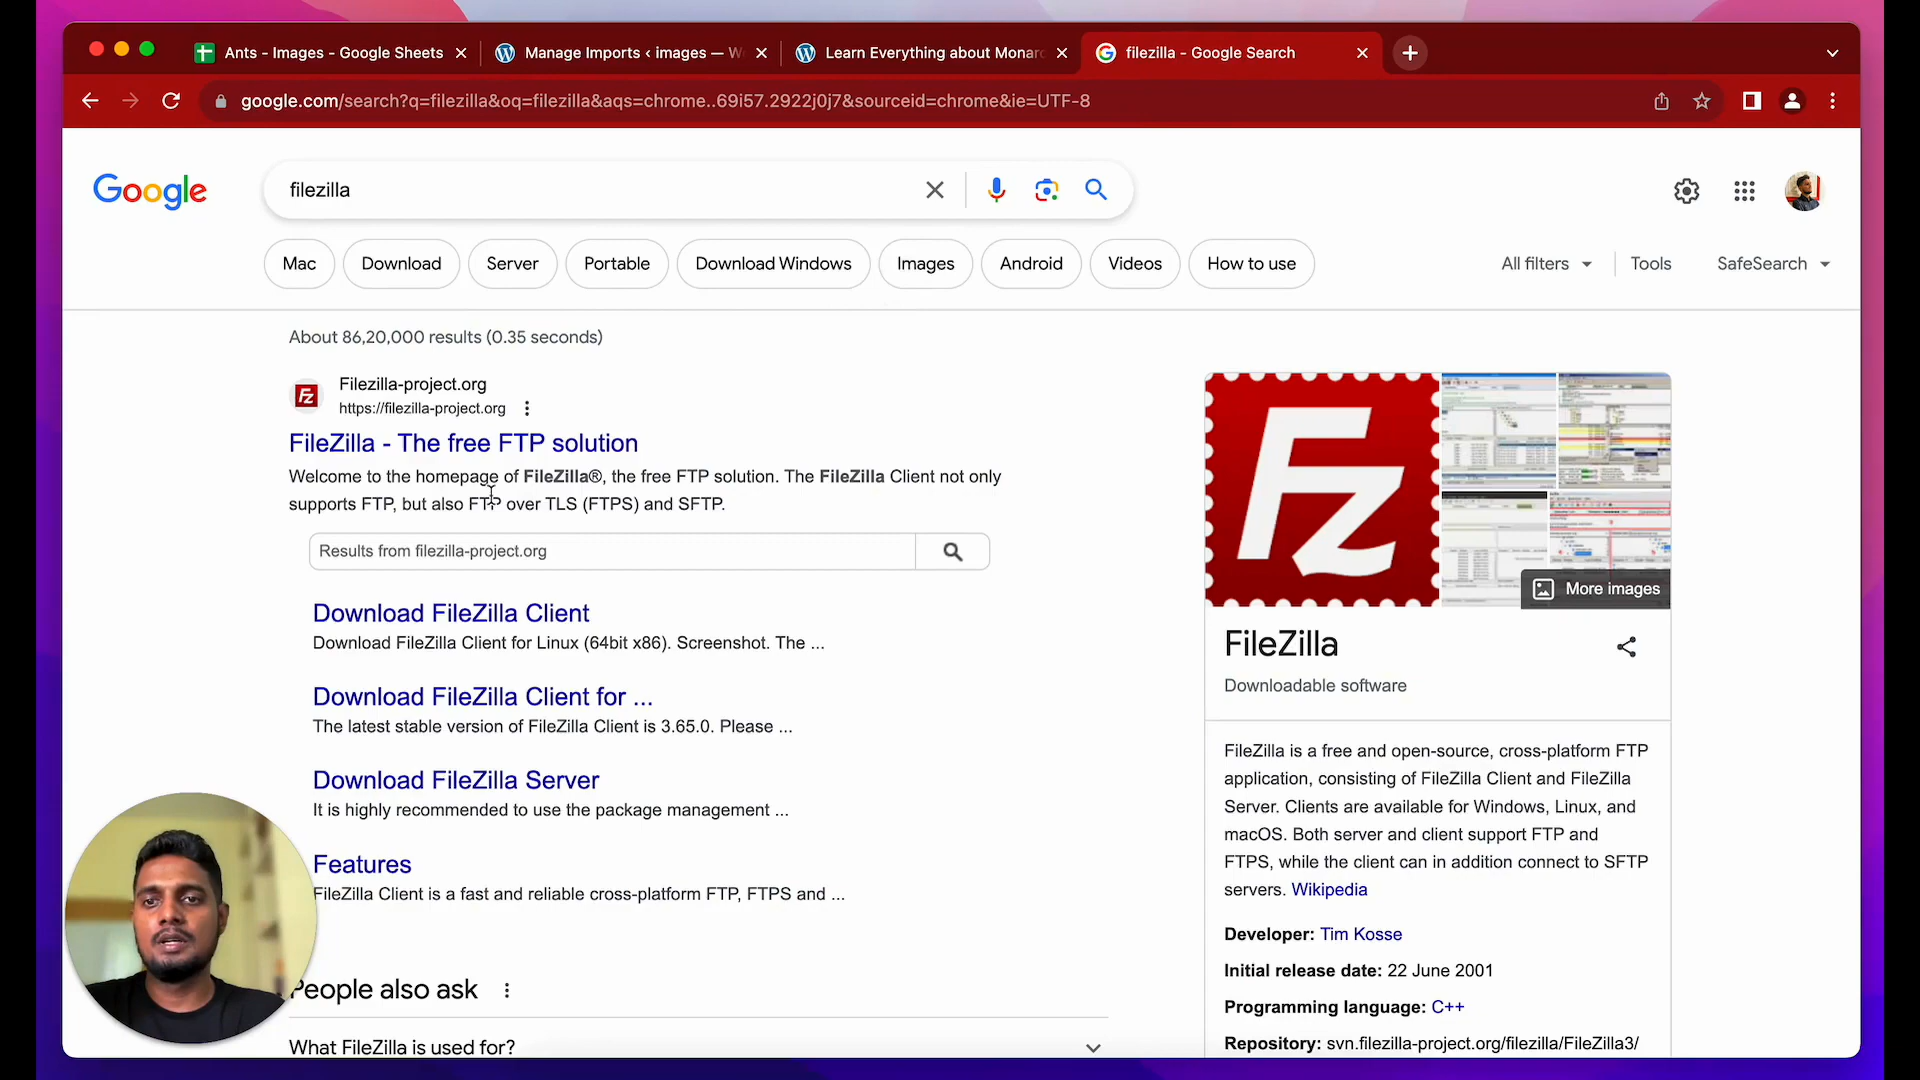 Ants - Images - Google Sheets
Manage Imports ‹ images — W
Learn Everything about Monar
filezilla - Google Search
google.com/search?q=filezilla&oq=filezilla&aqs=chrome..69i57.2922j0j7&sourceid=chrome&ie=UTF-8
Google
filezilla
Mac
Download
Server
Portable
Download Windows
Images
Android
Videos
How to use
All filters
Tools
SafeSearch
About 86,20,000 results (0.35 seconds)
Fz
Filezilla-project.org
https://filezilla-project.org
FileZilla - The free FTP solution
Welcome to the homepage of FileZilla®, the free FTP solution. The FileZilla Client not only
supports FTP, but also FTP over TLS (FTPS) and SFTP.
Results from filezilla-project.org
Download FileZilla Client
Download FileZilla Client for Linux (64bit x86). Screenshot. The ...
Download FileZilla Client for ...
The latest stable version of FileZilla Client is 3.65.0. Please ...
Download FileZilla Server
It is highly recommended to use the package management ...
Features
FileZilla Client is a fast and reliable cross-platform FTP, FTPS and ...
People also ask
What FileZilla is used for?
Fz
More images
FileZilla
Downloadable software
FileZilla is a free and open-source, cross-platform FTP
application, consisting of FileZilla Client and FileZilla
Server. Clients are available for Windows, Linux, and
macOS. Both server and client support FTP and
FTPS, while the client can in addition connect to SFTP
servers. Wikipedia
Developer: Tim Kosse
Initial release date: 22 June 2001
Programming language: C++
Repository: svn.filezilla-project.org/filezilla/FileZilla3/